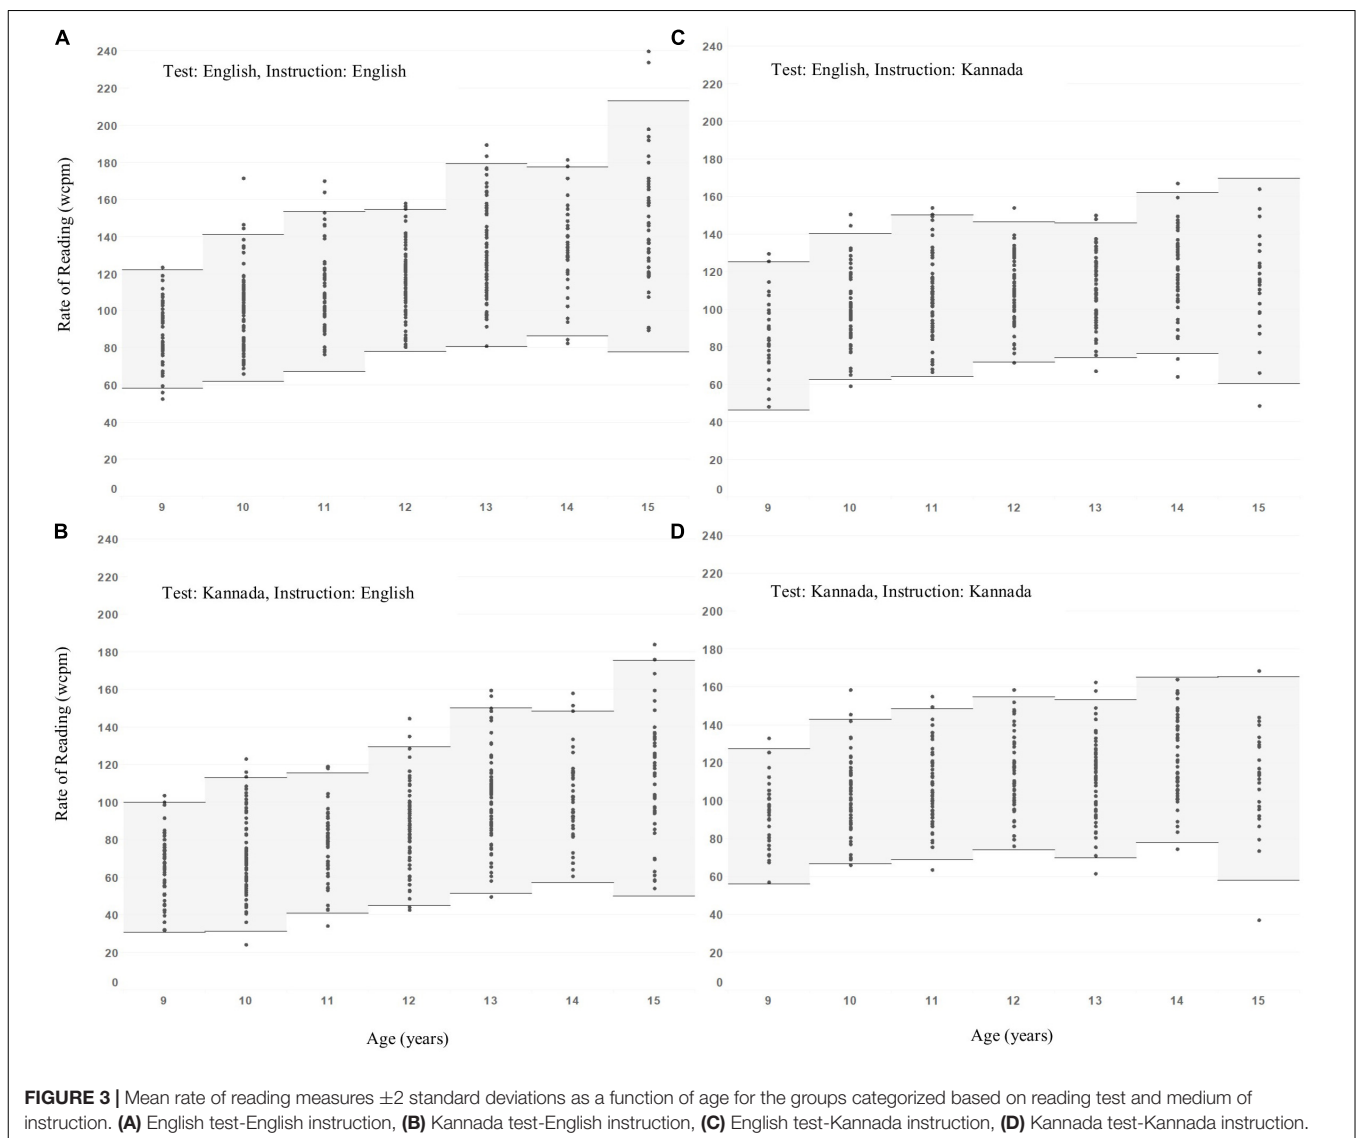 A
Test: English, Instruction: English
Rate of Reading (wcpm)
240
220
200
180
160
140
120
100
80
60
40
20
0
9 10 11 12 13 14 15
C
Test: English, Instruction: Kannada
240
220
200
180
160
140
120
100
80
60
40
20
0
9 10 11 12 13 14 15
B
Test: Kannada, Instruction: English
Rate of Reading (wcpm)
240
220
200
180
160
140
120
100
80
60
40
20
0
9 10 11 12 13 14 15
Age (years)
D
Test: Kannada, Instruction: Kannada
240
220
200
180
160
140
120
100
80
60
40
20
0
9 10 11 12 13 14 15
Age (years)
FIGURE 3 | Mean rate of reading measures ±2 standard deviations as a function of age for the groups categorized based on reading test and medium of
instruction. (A) English test-English instruction, (B) Kannada test-English instruction, (C) English test-Kannada instruction, (D) Kannada test-Kannada instruction.